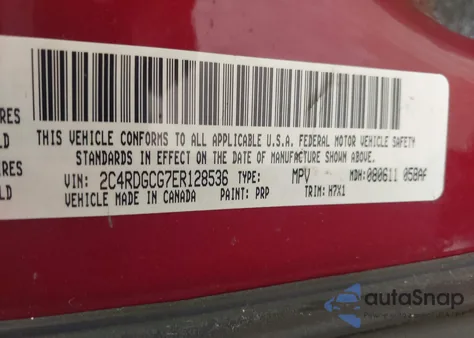 IRES
LD
IRES
LD
THIS VEHICLE CONFORMS TO ALL APPLICABLE U.S.A. FEDERAL MOTOR VEHICLE SAFETY
STANDARDS IN EFFECT ON THE DATE OF MANUFACTURE SHOWN ABOVE.
VIN: 2C4RDGCG7ER128536 TYPE: MPV MDH:080611 058AF
VEHICLE MADE IN CANADA PAINT: PRP TRIM: H7X1
autoSnap